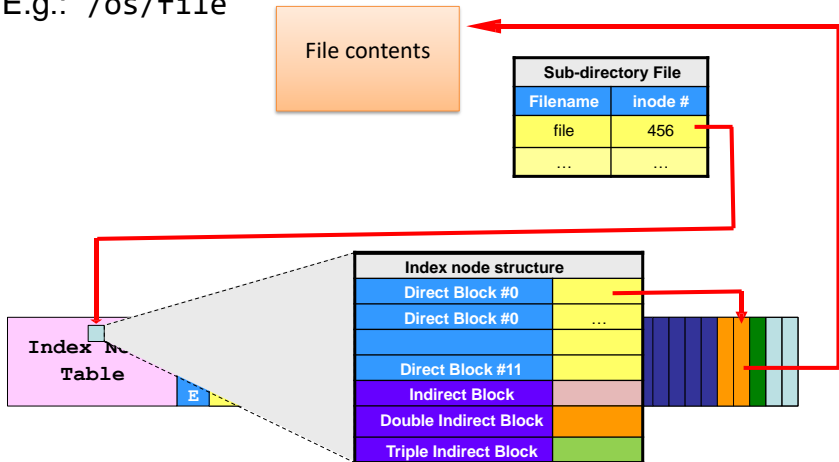 E.g.: /os/file
File contents
Sub-directory File
Filename inode #
file 456
… …
Index node structure
Direct Block #0
Direct Block #0 …
Direct Block #11
Indirect Block
Double Indirect Block
Triple Indirect Block
Index
Table
E